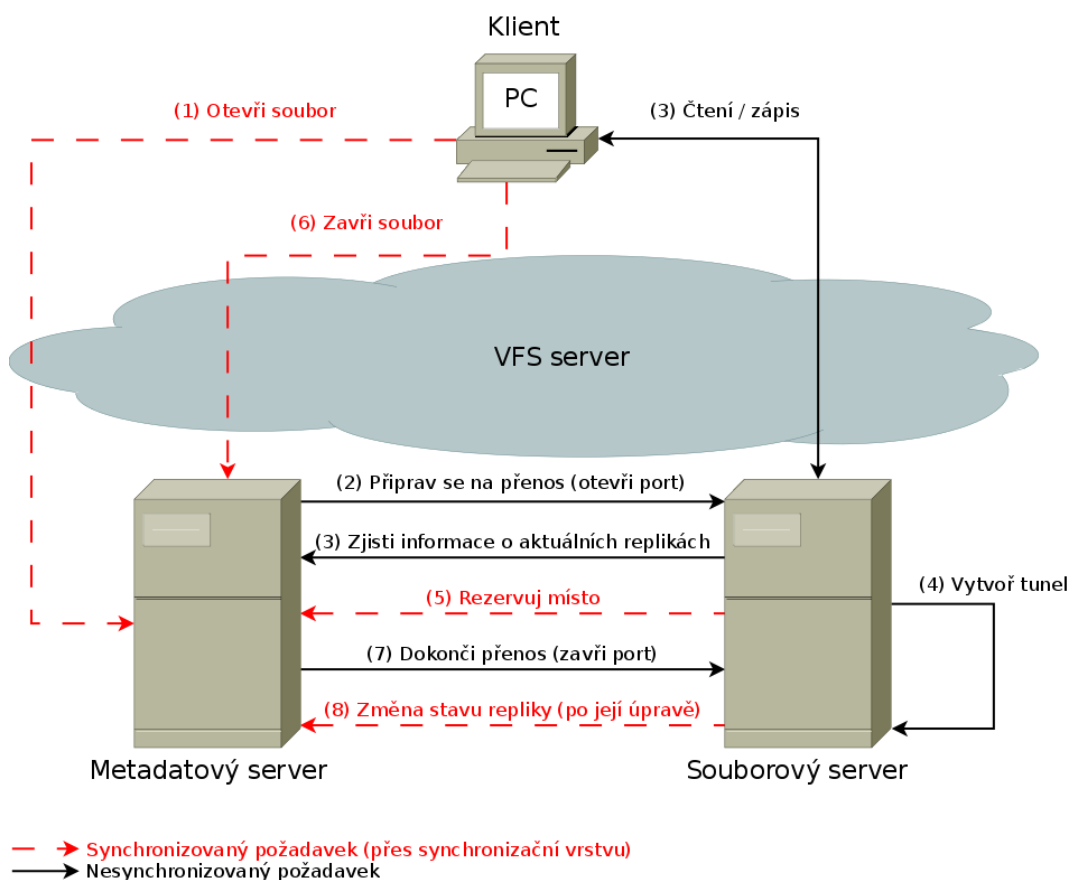 Klient
PC
(1) Otevři soubor
(3) Čtení / zápis
(6) Zavři soubor
VFS server
(2) Připrav se na přenos (otevři port)
(3) Zjisti informace o aktuálních replikách
(4) Vytvoř tunel
(5) Rezervuj místo
(7) Dokonči přenos (zavři port)
(8) Změna stavu repliky (po její úpravě)
Metadatový server
Souborový server
Synchronizovaný požadavek (přes synchronizační vrstvu)
Nesynchronizovaný požadavek